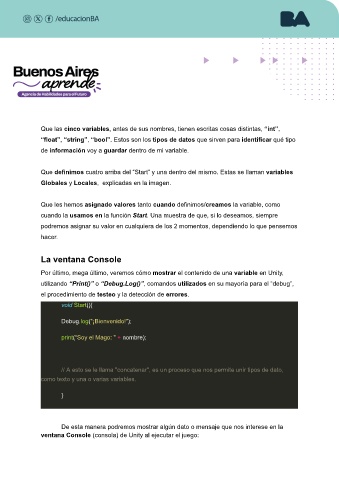 /educacionBA
BA
Buenos Aires
aprende
Agencia de Habilidades para el Futuro
Que las cinco variables, antes de sus nombres, tienen escritas cosas distintas, "int",
"float", "string", "bool". Estos son los tipos de datos que sirven para identificar qué tipo
de información voy a guardar dentro de mi variable.
Que definimos cuatro arriba del "Start" y una dentro del mismo. Estas se llaman variables
Globales y Locales, explicadas en la imagen.
Que les hemos asignado valores tanto cuando definimos/creamos la variable, como
cuando la usamos en la función Start. Una muestra de que, si lo deseamos, siempre
podremos asignar su valor en cualquiera de los 2 momentos, dependiendo lo que pensemos
hacer.
La ventana Console
Por último, mega último, veremos cómo mostrar el contenido de una variable en Unity,
utilizando "Print()" o "Debug.Log()", comandos utilizados en su mayoría para el "debug",
el procedimiento de testeo y la detección de errores.
void Start(){
Debug.log("¡Bienvenido!");
print("Soy el Mago: " + nombre);
// A esto se le llama "concatenar", es un proceso que nos permite unir tipos de dato,
como texto y una o varias variables.
}
De esta manera podremos mostrar algún dato o mensaje que nos interese en la
ventana Console (consola) de Unity al ejecutar el juego: